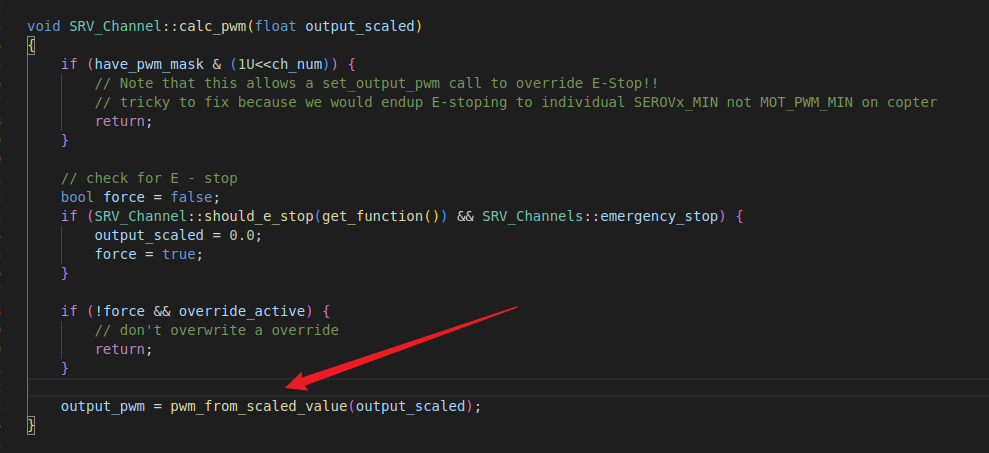 void SRV_Channel::calc_pwm(float output_scaled)
{
if (have_pwm_mask & (1U<<ch_num)) {
// Note that this allows a set_output_pwm call to override E-Stop!!
// tricky to fix because we would endup E-stoping to individual SEROVx_MIN not MOT_PWM_MIN on copter
return;
}
// check for E - stop
bool force = false;
if (SRV_Channel::should_e_stop(get_function()) && SRV_Channels::emergency_stop) {
output_scaled = 0.0;
force = true;
}
if (!force && override_active) {
// don't overwrite a override
return;
}
output_pwm = pwm_from_scaled_value(output_scaled);
}